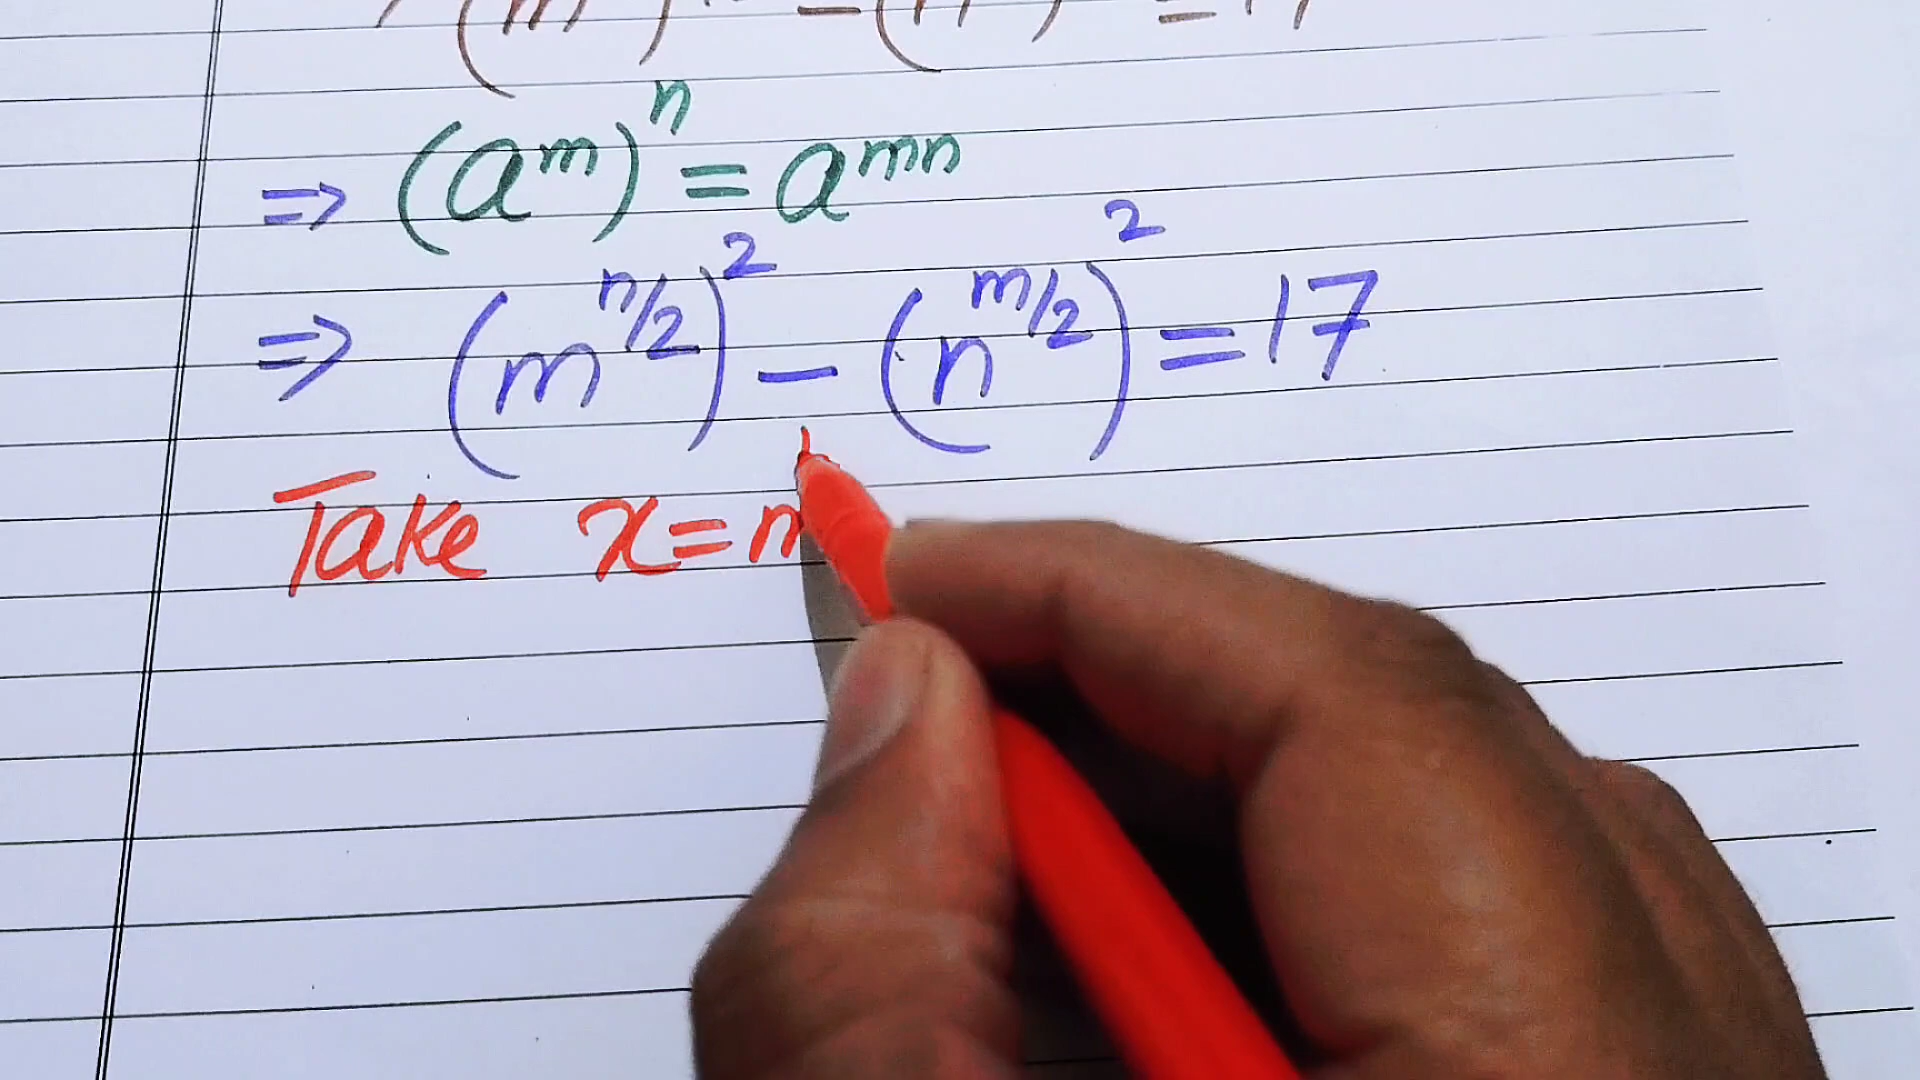 ⇒ (a^m)^n = a^mn
⇒ (m^n/2)^2 - (n^m/2)^2 = 17
Take x = m